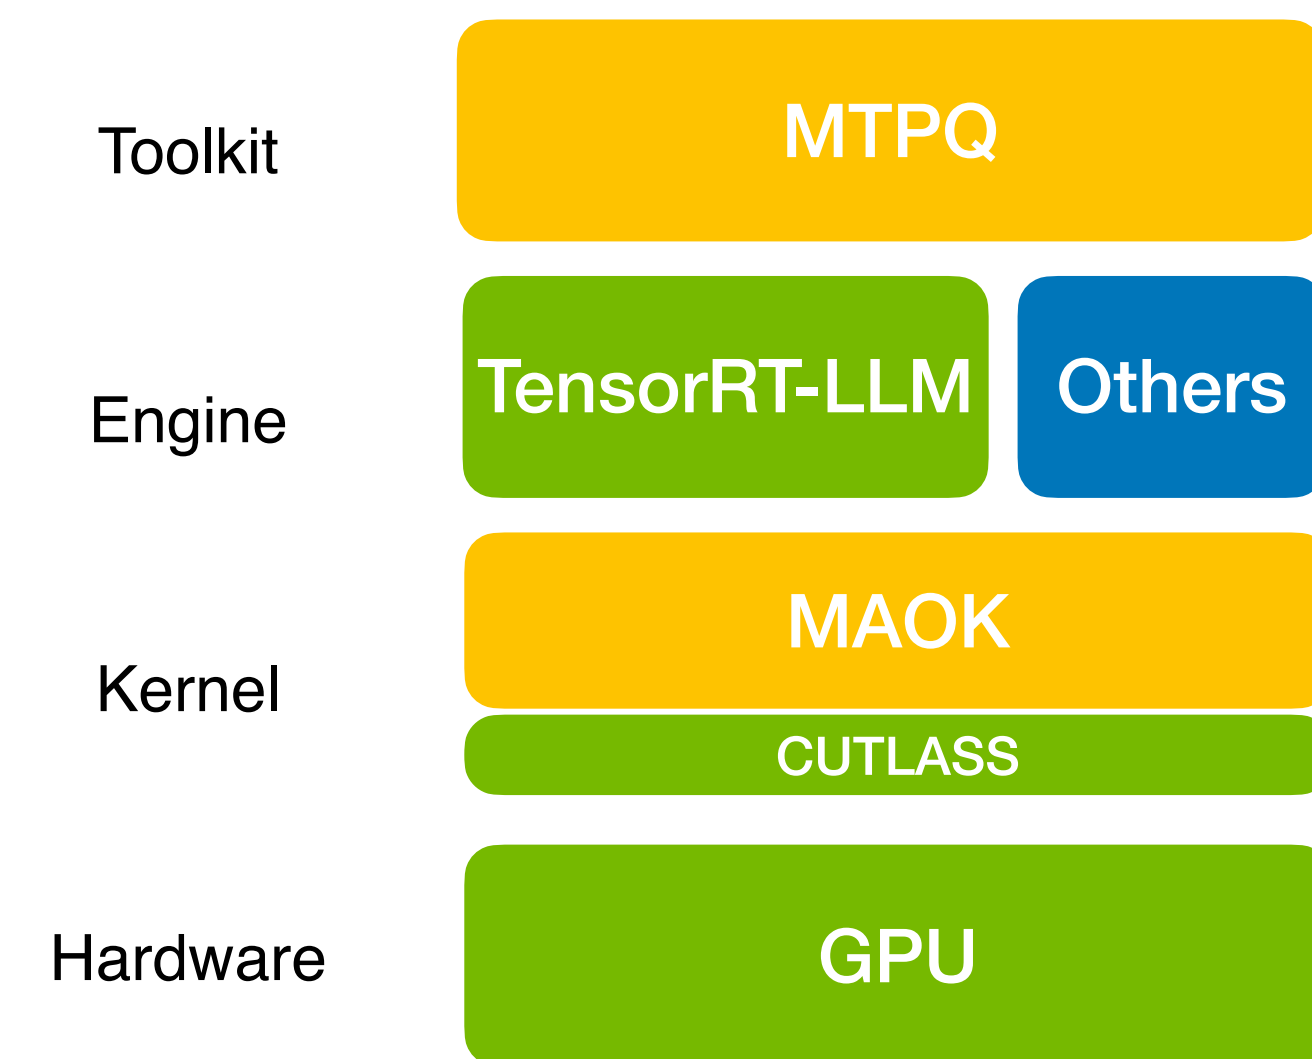 Toolkit
MTPQ
Engine
TensorRT-LLM
Others
Kernel
MAOK
CUTLASS
Hardware
GPU